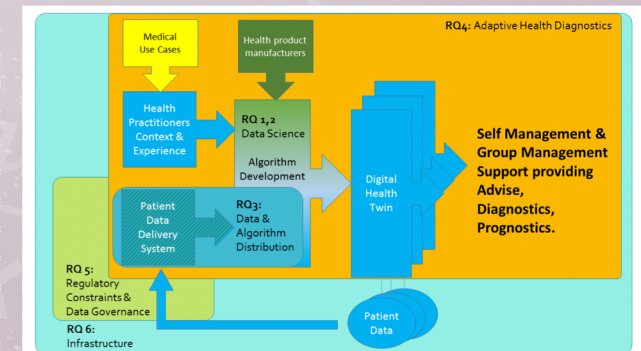 RQ4: Adaptive Health Diagnostics
Medical
Use Cases
Health product
manufacturers
Health
Practitioners
Context &
Experience
RQ 1,2
Data Science
Algorithm
Development
Digital
Health
Twin
Self Management &
Group Management
Support providing
Advise,
Diagnostics,
Prognostics.
Patient
Data
Delivery
System
RQ3:
Data &
Algorithm
Distribution
RQ 5:
Regulatory
Constraints &
Data Governance
RQ 6:
Infrastructure
Patient
Data